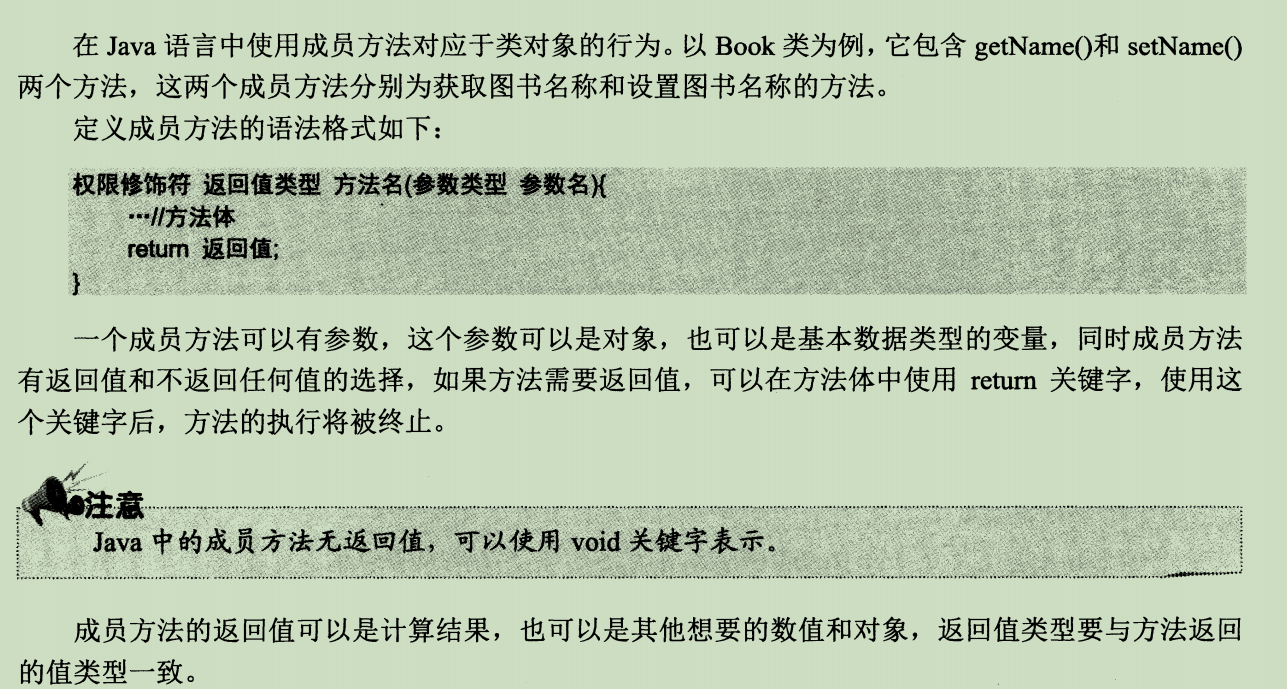 在 Java 语言中使用成员方法对应于类对象的行为。以 Book 类为例，它包含 getName()和 setName()
两个方法，这两个成员方法分别为获取图书名称和设置图书名称的方法。
定义成员方法的语法格式如下：
权限修饰符 返回值类型 方法名(参数类型 参数名){
…//方法体
return 返回值;
}
一个成员方法可以有参数，这个参数可以是对象，也可以是基本数据类型的变量，同时成员方法
有返回值和不返回任何值的选择，如果方法需要返回值，可以在方法体中使用 return 关键字，使用这
个关键字后，方法的执行将被终止。
注意
Java 中的成员方法无返回值，可以使用 void 关键字表示。
成员方法的返回值可以是计算结果，也可以是其他想要的数值和对象，返回值类型要与方法返回
的值类型一致。